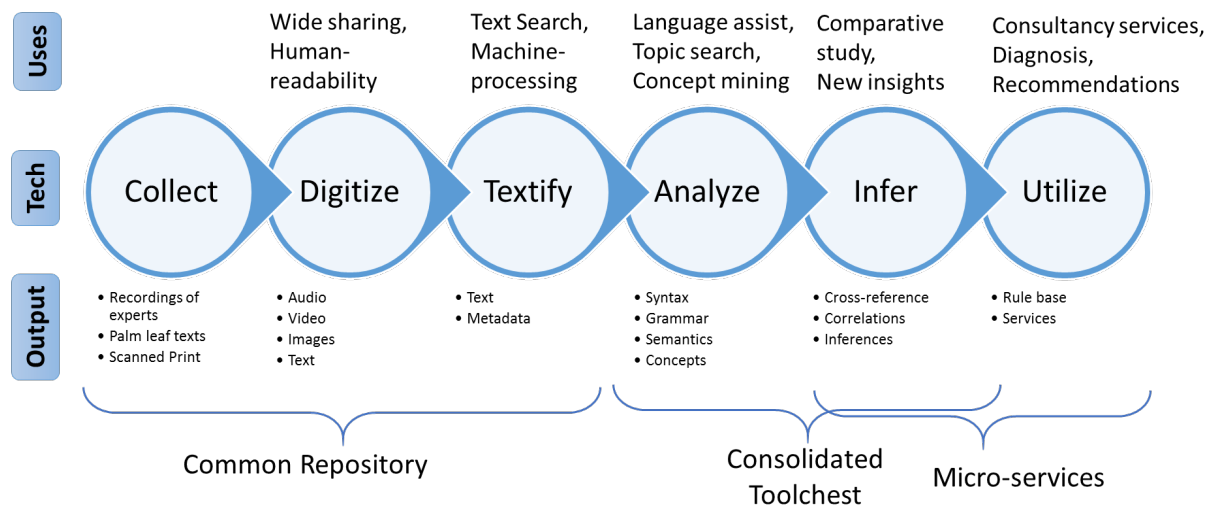 Uses
Wide sharing,
Human-
readability
Text Search,
Machine-
processing
Language assist,
Topic search,
Concept mining
Comparative
study,
New insights
Consultancy services,
Diagnosis,
Recommendations
Tech
Collect
Digitize
Textify
Analyze
Infer
Utilize
Output
• Recordings of
experts
• Palm leaf texts
• Scanned Print
• Audio
• Video
• Images
• Text
• Text
• Metadata
• Syntax
• Grammar
• Semantics
• Concepts
• Cross-reference
• Correlations
• Inferences
• Rule base
• Services
Common Repository
Consolidated
Toolchest
Micro-services